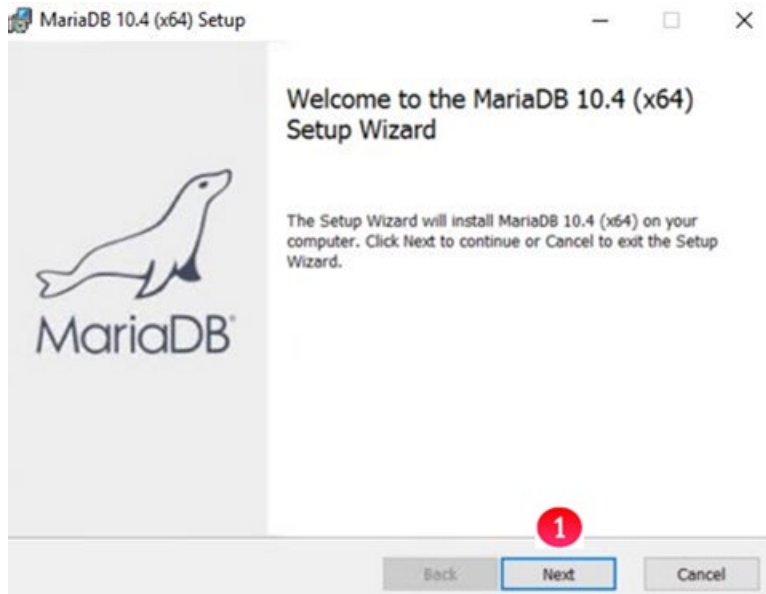 MariaDB 10.4 (x64) Setup
Welcome to the MariaDB 10.4 (x64)
Setup Wizard
The Setup Wizard will install MariaDB 10.4 (x64) on your
computer. Click Next to continue or Cancel to exit the Setup
Wizard.
MariaDB®
1
Back Next Cancel